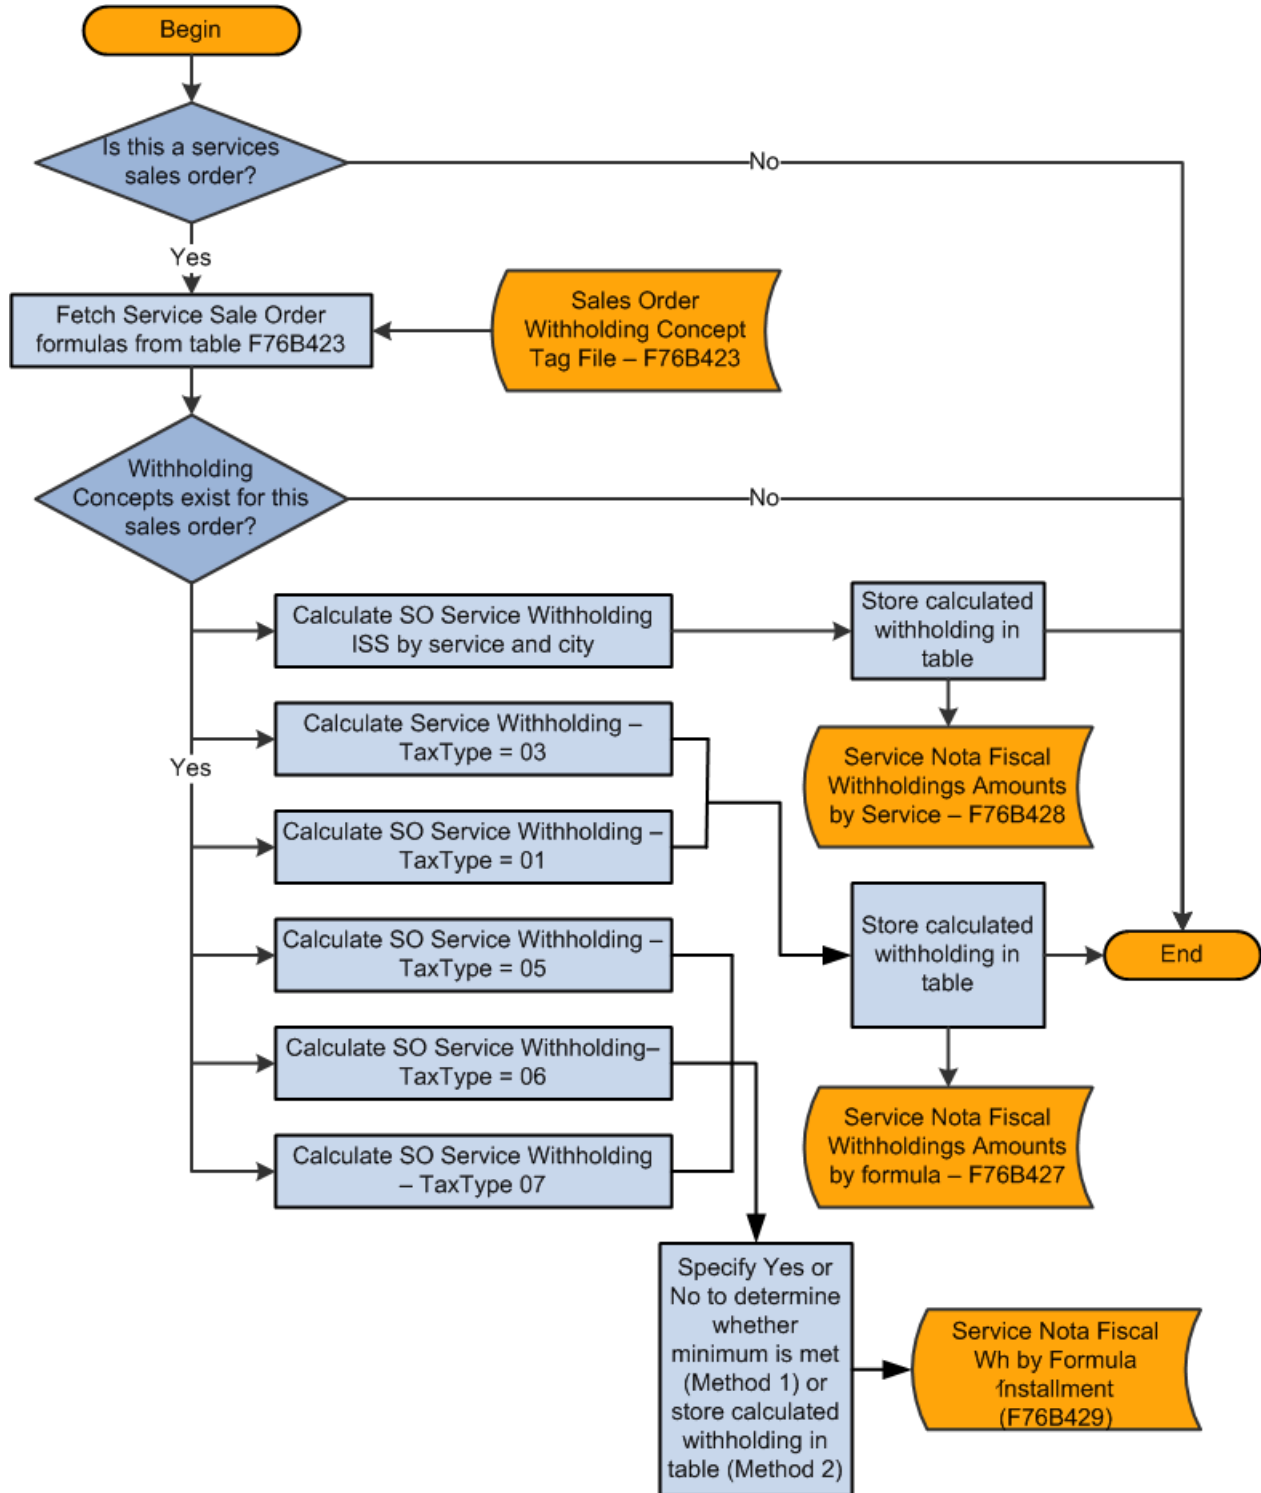 Begin
Is this a services
sales order?
No
Yes
Fetch Service Sale Order
formulas from table F76B423
Sales Order
Withholding Concept
Tag File – F76B423
Withholding
Concepts exist for this
sales order?
No
Yes
Calculate SO Service Withholding
ISS by service and city
Store calculated
withholding in
table
Calculate Service Withholding –
TaxType = 03
Service Nota Fiscal
Withholdings Amounts
by Service – F76B428
Calculate SO Service Withholding –
TaxType = 01
Calculate SO Service Withholding –
TaxType = 05
Store calculated
withholding in
table
End
Calculate SO Service Withholding–
TaxType = 06
Calculate SO Service Withholding
– TaxType 07
Service Nota Fiscal
Withholdings Amounts
by formula – F76B427
Specify Yes or
No to determine
whether
minimum is met
(Method 1) or
store calculated
withholding in
table (Method 2)
Service Nota Fiscal
Wh by Formula
Installment
(F76B429)